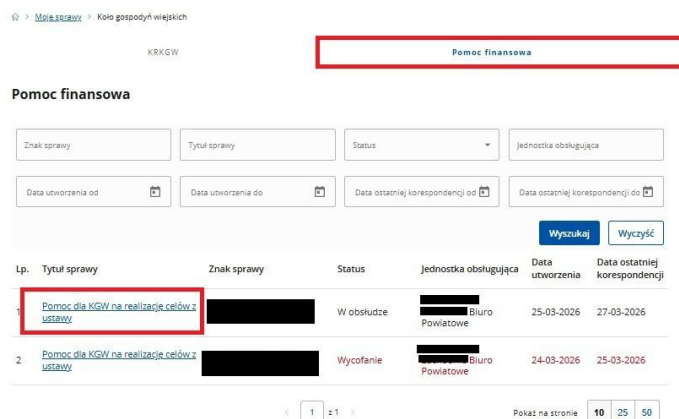 > Moje sprawy > Koło gospodyń wiejskich
KRKGW Pomoc finansowa
Pomoc finansowa
Znak sprawy Tytuł sprawy Status Jednostka obsługująca
Data utworzenia od Data utworzenia do Data ostatniej korespondencji od Data ostatniej korespondencji do
Wyszukaj Wyczyść
Lp. Tytuł sprawy Znak sprawy Status Jednostka obsługująca Data utworzenia Data ostatniej korespondencji
1 Pomoc dla KGW na realizację celów z
ustawy
W obsłudze Biuro
Powiatowe
25-03-2026 27-03-2026
2 Pomoc dla KGW na realizację celów z
ustawy
Wycofanie Biuro
Powiatowe
24-03-2026 25-03-2026
< 1 z 1 > Pokaż na stronie 10 25 50